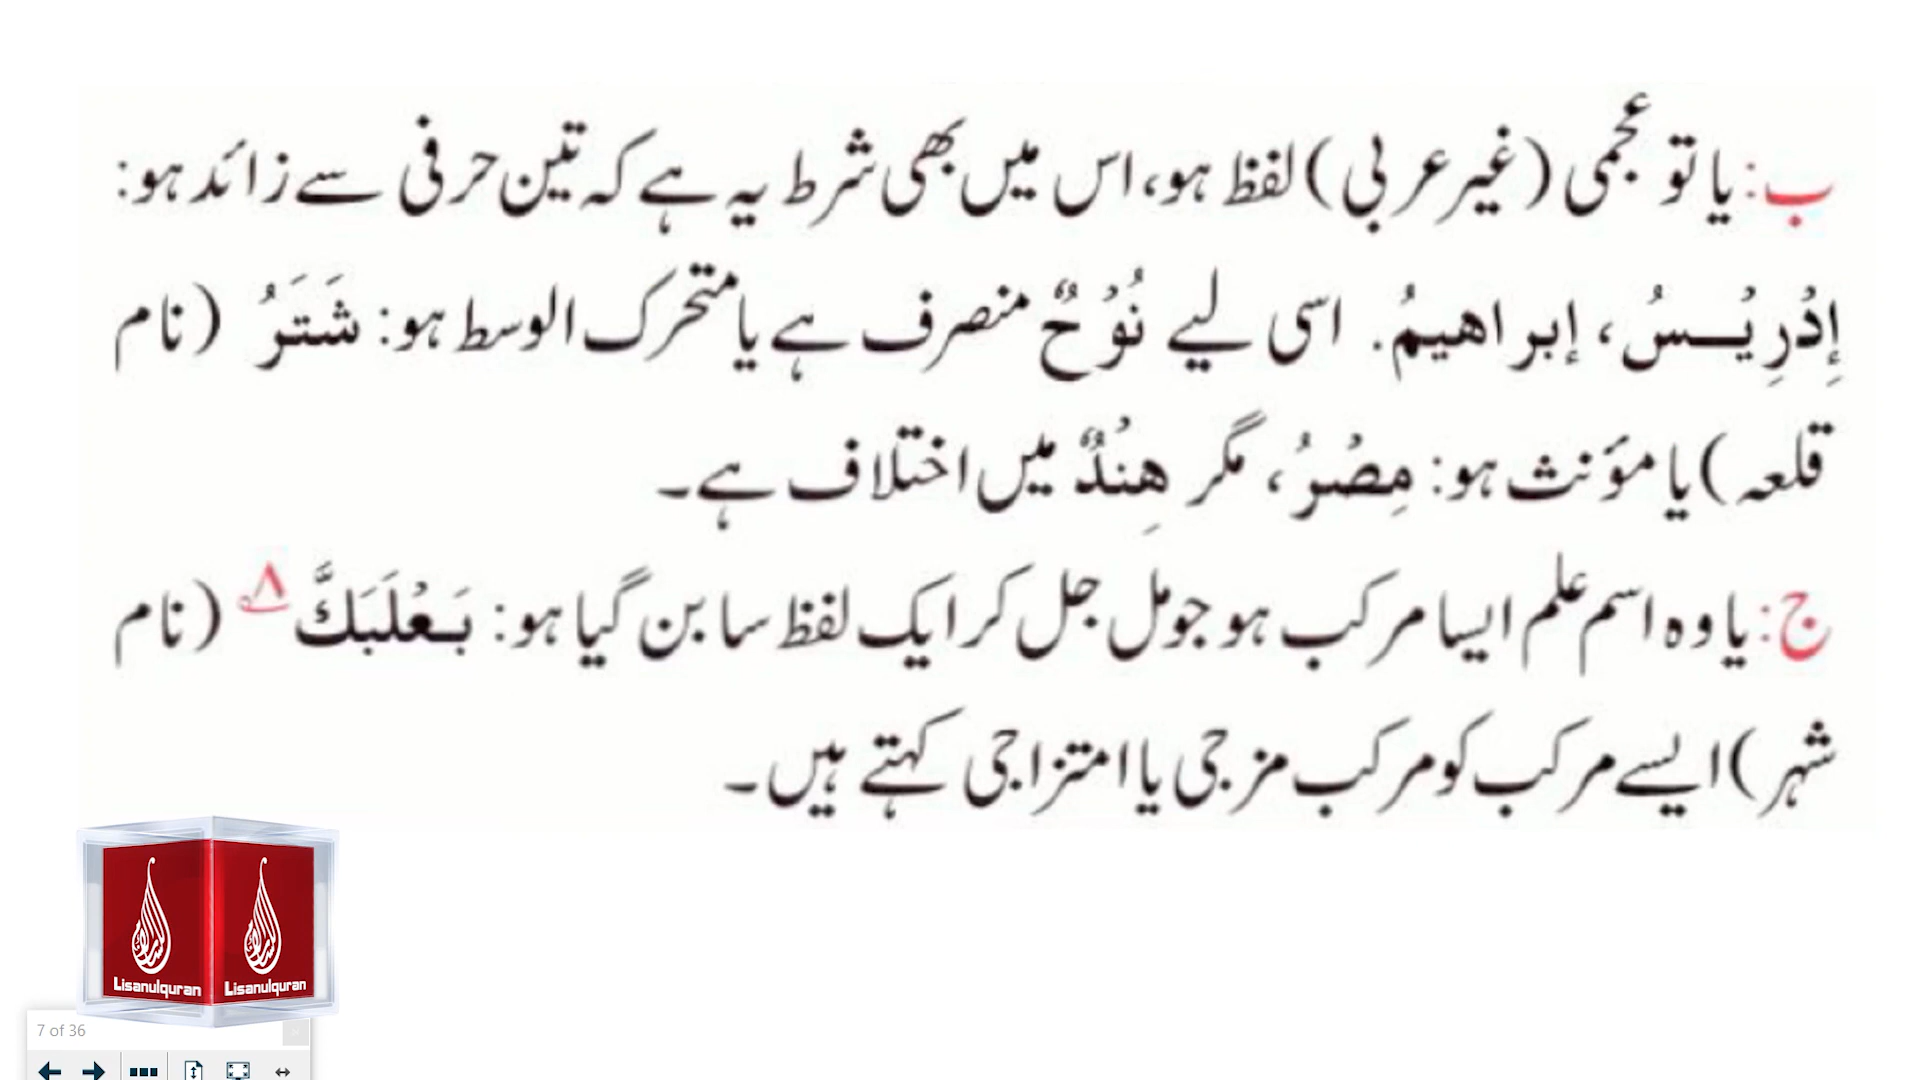 ب: یا تو عجمی (غیر عربی) لفظ ہو، اس میں بھی شرط یہ ہے کہ تین حرفی سے زائد ہو:
إِدْرِيْسُ، إبراهيمُ. اسی لیے نُوْحٌ منصرف ہے یا متحرک الوسط ہو: شَتَرُ (نام
قلعہ) یا مؤنث ہو: مِصْرُ، مگر هِنْدٌ میں اختلاف ہے۔
ج: یا وہ اسم علم ایسا مرکب ہو جو مل جل کر ایک لفظ سا بن گیا ہو: بَعْلَبَكَّ ۸؎ (نام
شہر) ایسے مرکب کو مرکب مزجی یا امتزاجی کہتے ہیں۔
Lisanulquran Lisanulquran
7 of 36